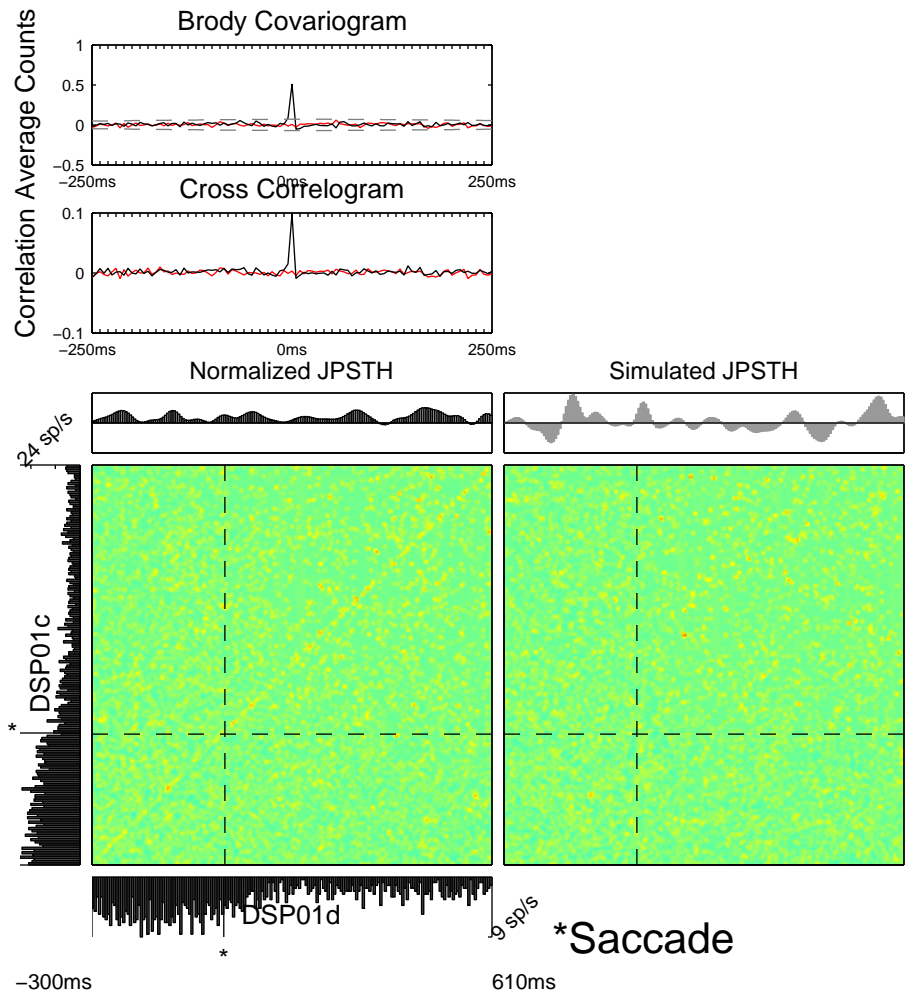 Brody Covariogram
Correlation Average Counts
1
0.5
0
−0.5
−250ms 0ms 250ms
Cross Correlogram
0.1
0
−0.1
−250ms 0ms 250ms
Normalized JPSTH Simulated JPSTH
24 sp/s
DSP01c
*
DSP01d
9 sp/s
*
*Saccade
−300ms 610ms